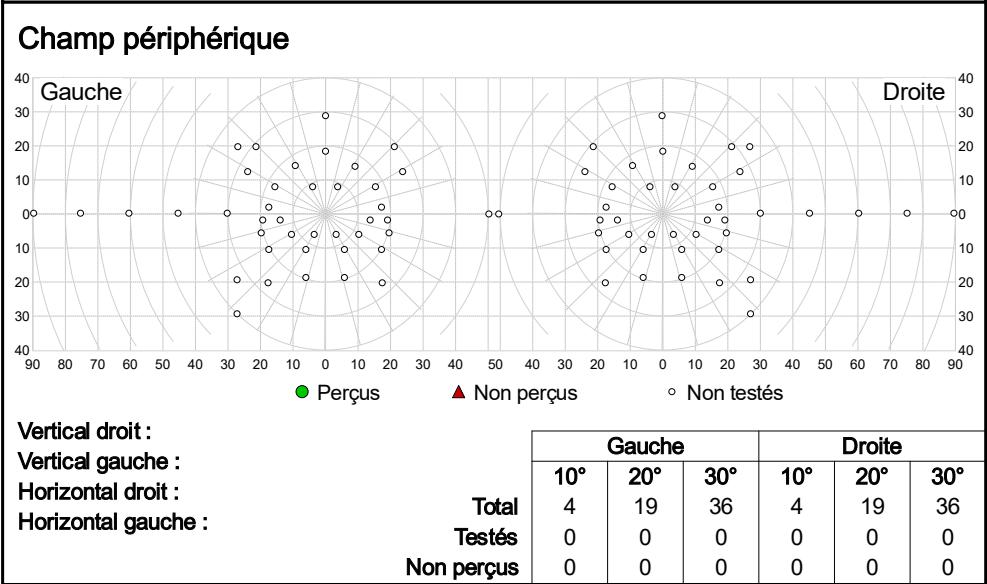 Champ périphérique
40 40
Gauche Droite
30 30
20 20
10 10
0 0
10 10
20 20
30 30
40 40
90 80 70 60 50 40 30 20 10 0 10 20 30 40 50 40 30 20 10 0 10 20 30 40 50 60 70 80 90
Perçus Non perçus Non testés
Vertical droit :
Vertical gauche :
Horizontal droit :
Horizontal gauche :
Gauche Droite
10° 20° 30° 10° 20° 30°
Total 4 19 36 4 19 36
Testés 0 0 0 0 0 0
Non perçus 0 0 0 0 0 0